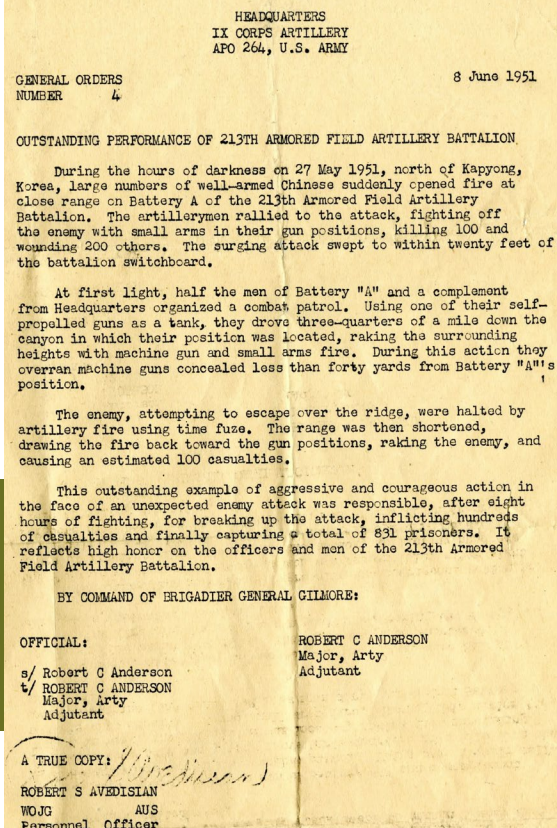 HEADQUARTERS
IX CORPS ARTILLERY
APO 264, U.S. ARMY
GENERAL ORDERS 8 June 1951
NUMBER 4
OUTSTANDING PERFORMANCE OF 213TH ARMORED FIELD ARTILLERY BATTALION
During the hours of darkness on 27 May 1951, north of Kapyong,
Korea, large numbers of well-armed Chinese suddenly opened fire at
close range on Battery A of the 213th Armored Field Artillery
Battalion. The artillerymen rallied to the attack, fighting off
the enemy with small arms in their gun positions, killing 100 and
wounding 200 others. The surging attack swept to within twenty feet of
the battalion switchboard.
At first light, half the men of Battery "A" and a complement
from Headquarters organized a combat patrol. Using one of their self-
propelled guns as a tank, they drove three-quarters of a mile down the
canyon in which their position was located, raking the surrounding
heights with machine gun and small arms fire. During this action they
overran machine guns concealed less than forty yards from Battery "A"'s
position.
The enemy, attempting to escape over the ridge, were halted by
artillery fire using time fuze. The range was then shortened,
drawing the fire back toward the gun positions, raking the enemy, and
causing an estimated 100 casualties.
This outstanding example of aggressive and courageous action in
the face of an unexpected enemy attack was responsible, after eight
hours of fighting, for breaking up the attack, inflicting hundreds
of casualties and finally capturing a total of 831 prisoners. It
reflects high honor on the officers and men of the 213th Armored
Field Artillery Battalion.
BY COMMAND OF BRIGADIER GENERAL GILMORE:
OFFICIAL: ROBERT C ANDERSON
Major, Arty
Adjutant
s/ Robert C Anderson
t/ ROBERT C ANDERSON
Major, Arty
Adjutant
A TRUE COPY:
ROBERT S AVEDISIAN
WOJG AUS
Personnel Officer